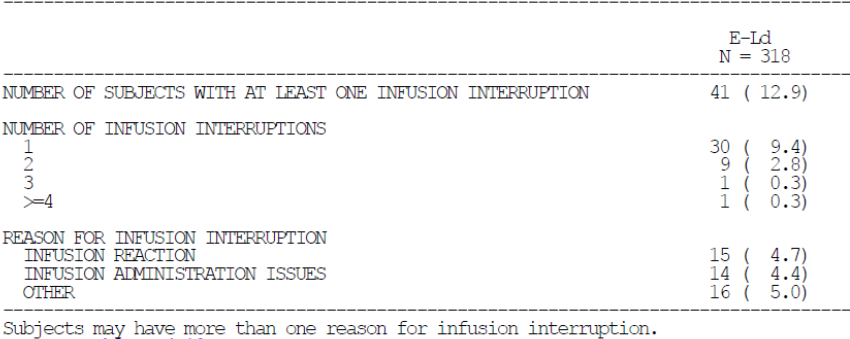 E-Ld
N = 318
NUMBER OF SUBJECTS WITH AT LEAST ONE INFUSION INTERRUPTION 41 ( 12.9)
NUMBER OF INFUSION INTERRUPTIONS
1 30 ( 9.4)
2 9 ( 2.8)
3 1 ( 0.3)
>=4 1 ( 0.3)
REASON FOR INFUSION INTERRUPTION
INFUSION REACTION 15 ( 4.7)
INFUSION ADMINISTRATION ISSUES 14 ( 4.4)
OTHER 16 ( 5.0)
Subjects may have more than one reason for infusion interruption.